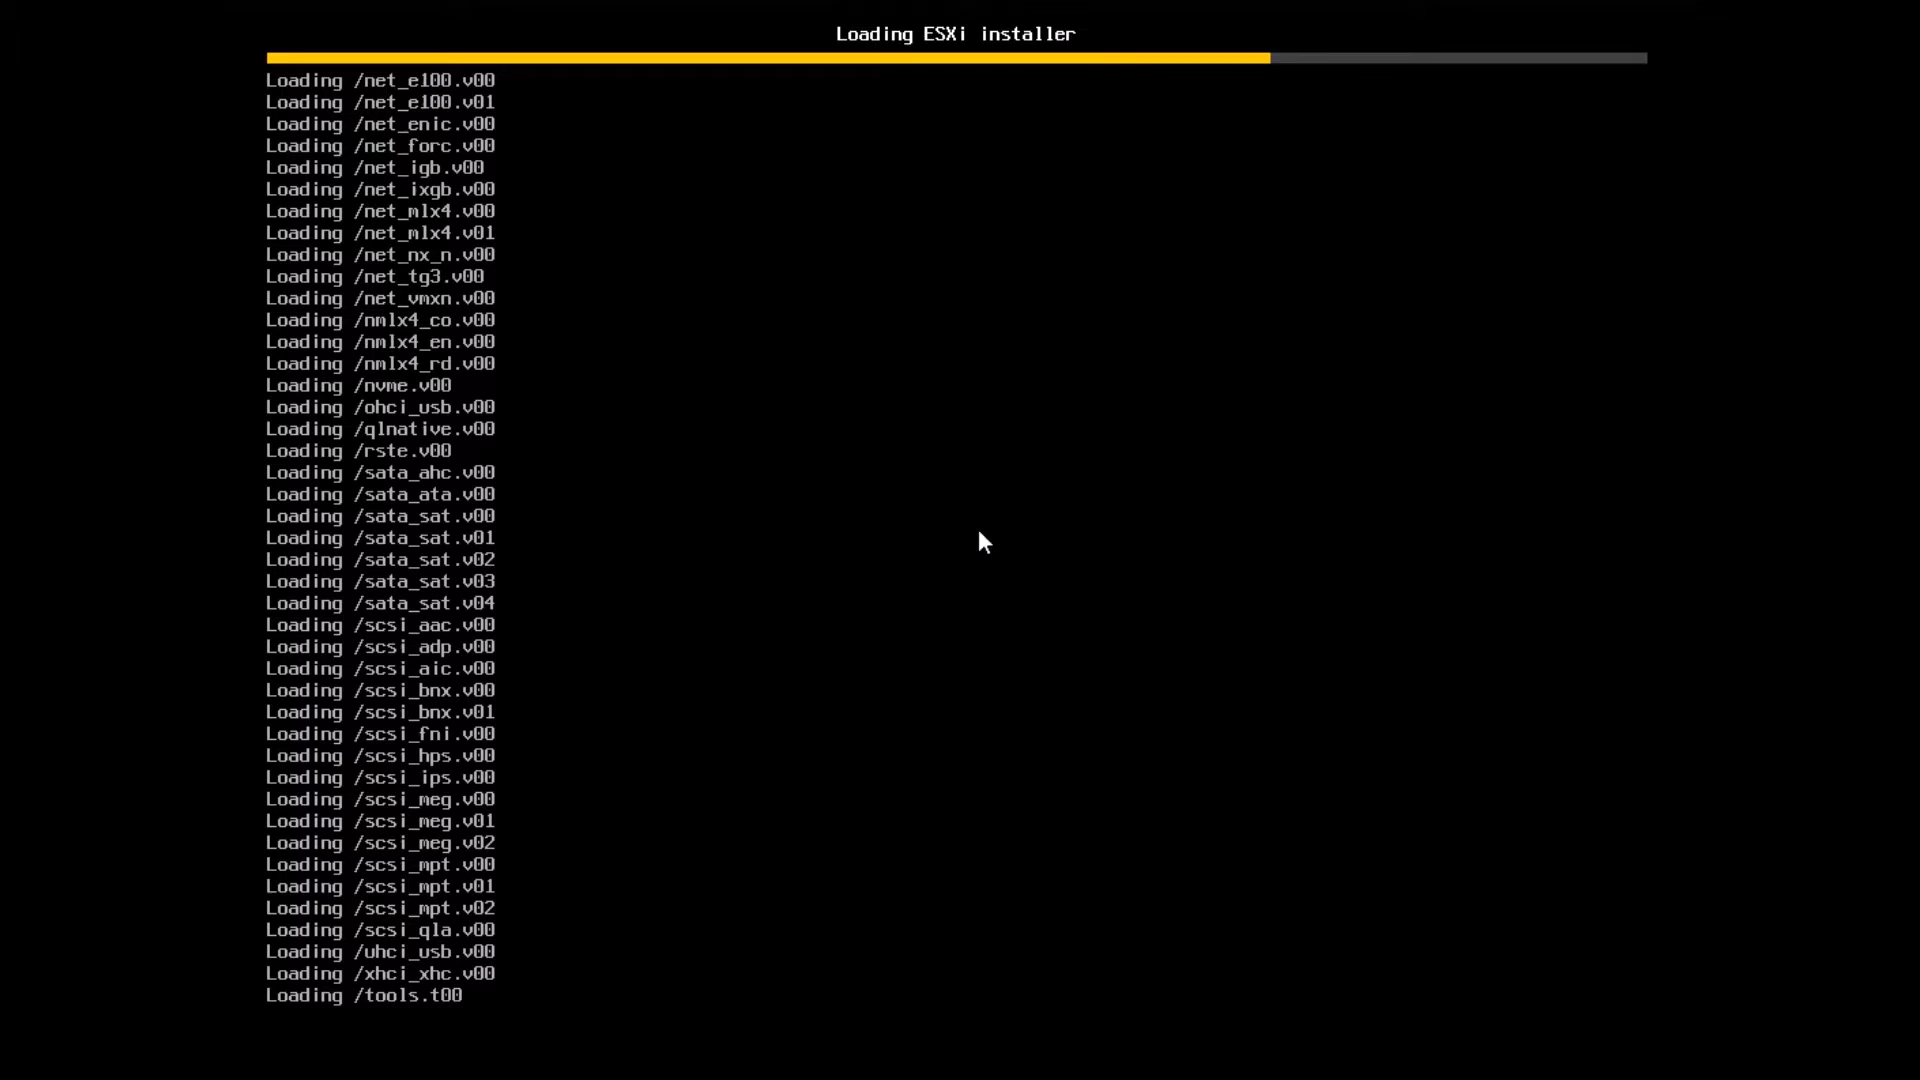 Loading ESXi installer
Loading /net_e100.v00
Loading /net_e100.v01
Loading /net_enic.v00
Loading /net_forc.v00
Loading /net_igb.v00
Loading /net_ixgb.v00
Loading /net_mlx4.v00
Loading /net_mlx4.v01
Loading /net_nx_n.v00
Loading /net_tg3.v00
Loading /net_vmxn.v00
Loading /nmlx4_co.v00
Loading /nmlx4_en.v00
Loading /nmlx4_rd.v00
Loading /nvme.v00
Loading /ohci_usb.v00
Loading /qlnative.v00
Loading /rste.v00
Loading /sata_ahc.v00
Loading /sata_ata.v00
Loading /sata_sat.v00
Loading /sata_sat.v01
Loading /sata_sat.v02
Loading /sata_sat.v03
Loading /sata_sat.v04
Loading /scsi_aac.v00
Loading /scsi_adp.v00
Loading /scsi_aic.v00
Loading /scsi_bnx.v00
Loading /scsi_bnx.v01
Loading /scsi_fni.v00
Loading /scsi_hps.v00
Loading /scsi_ips.v00
Loading /scsi_meg.v00
Loading /scsi_meg.v01
Loading /scsi_meg.v02
Loading /scsi_mpt.v00
Loading /scsi_mpt.v01
Loading /scsi_mpt.v02
Loading /scsi_qla.v00
Loading /uhci_usb.v00
Loading /xhci_xhc.v00
Loading /tools.t00